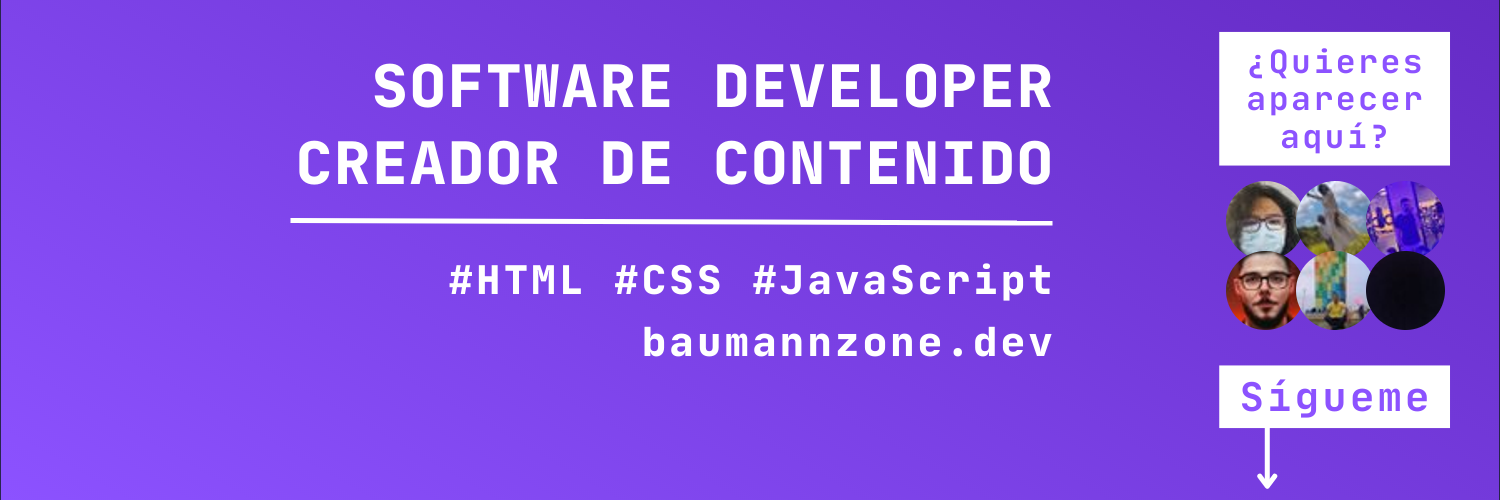 SOFTWARE DEVELOPER
CREADOR DE CONTENIDO
#HTML #CSS #JavaScript
baumannzone.dev
¿Quieres
aparecer
aquí?
Sígueme